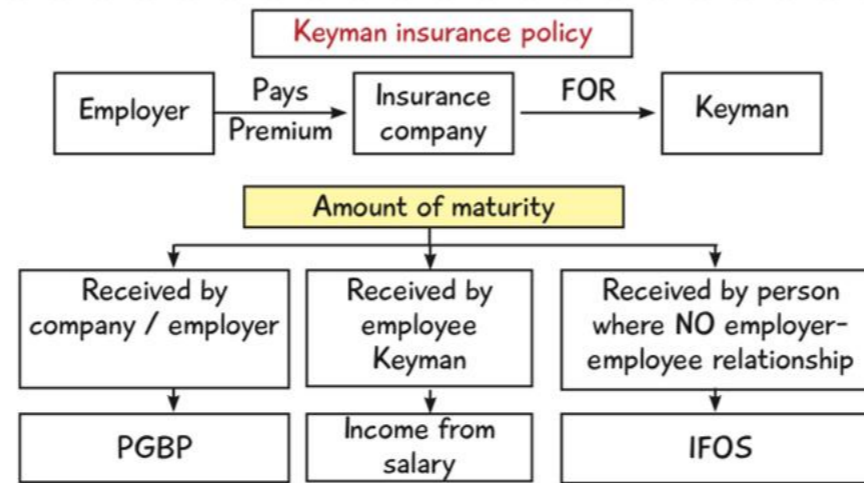 Keyman insurance policy
Employer
Pays
Premium
Insurance
company
FOR
Keyman
Amount of maturity
Received by
company / employer
Received by
employee
Keyman
Received by person
where NO employer-
employee relationship
PGBP
Income from
salary
IFOS